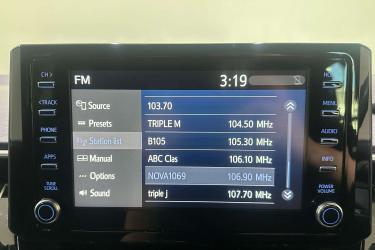 CH >
FM
3:19
< TRACK
PHONE
APPS
TUNE
SCROLL
Source
Presets
Station list
Manual
Options
Sound
103.70
TRIPLE M 104.50 MHz
B105 105.30 MHz
ABC Clas 106.10 MHz
NOVA1069 106.90 MHz
triple j 107.70 MHz
MENU
AUDIO
INFO
POWER
VOLUME